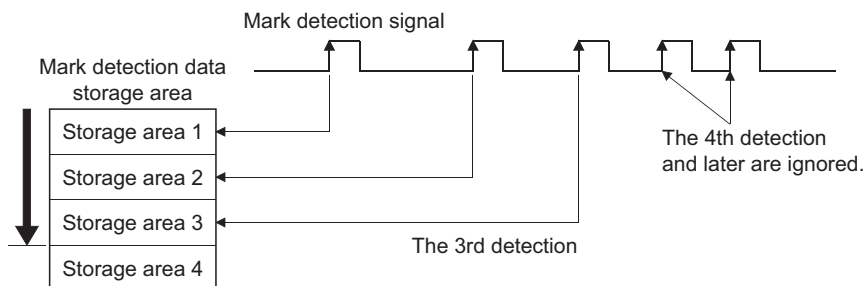 Mark detection signal
Mark detection data
storage area
Storage area 1
Storage area 2
Storage area 3
Storage area 4
The 4th detection
and later are ignored.
The 3rd detection